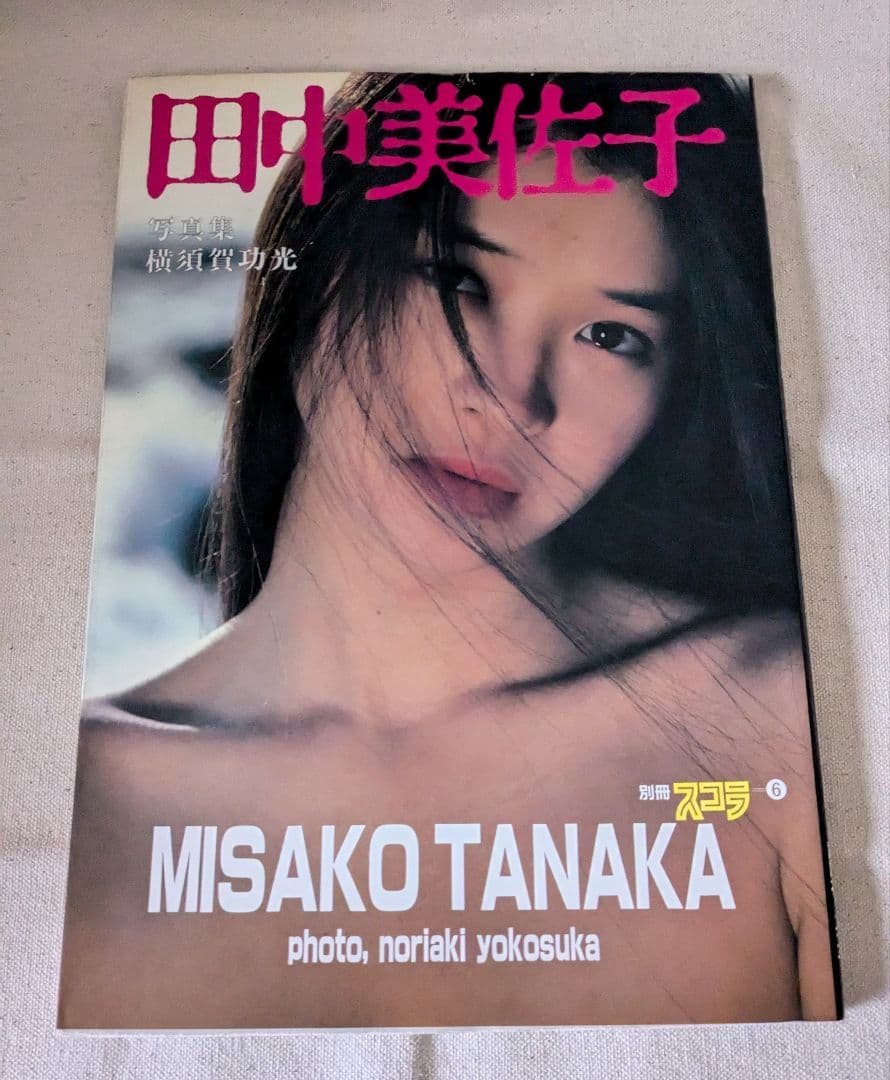 田中美佐子
写真集
横須賀功光
別冊スコラ=6
MISAKO TANAKA
photo, noriaki yokosuka